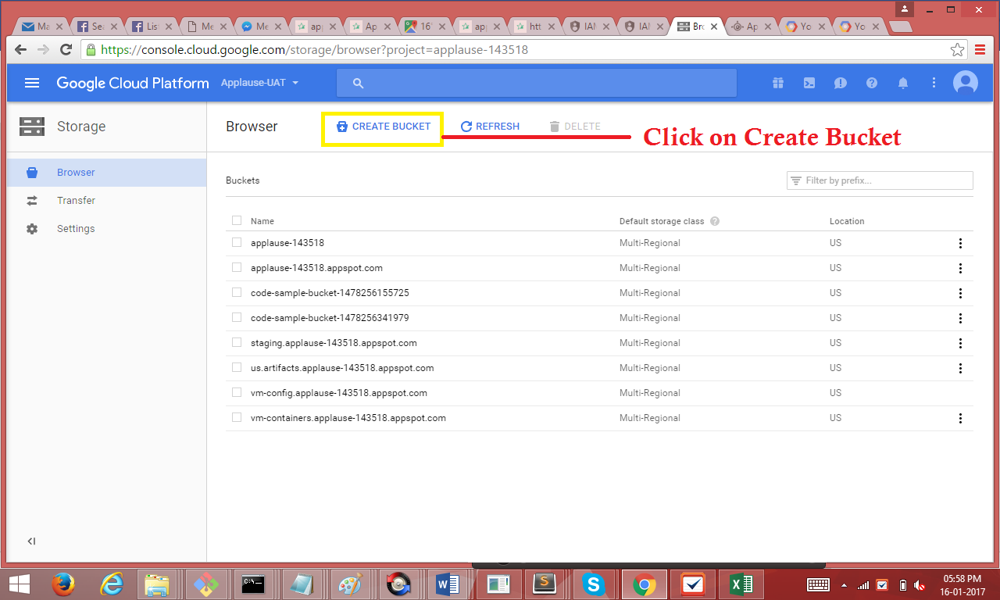 Ma
Sea
List
Me
Me
app
Ap
16
app
htt
IAM
IAM
Bro
Ap
Yo
Yo
https://console.cloud.google.com/storage/browser?project=applause-143518
Google Cloud Platform
Applause-UAT
Storage
Browser
CREATE BUCKET
REFRESH
DELETE
Click on Create Bucket
Browser
Transfer
Settings
Buckets
Filter by prefix...
Name Default storage class Location
applause-143518 Multi-Regional US
applause-143518.appspot.com Multi-Regional US
code-sample-bucket-1478256155725 Multi-Regional US
code-sample-bucket-1478256341979 Multi-Regional US
staging.applause-143518.appspot.com Multi-Regional US
us.artifacts.applause-143518.appspot.com Multi-Regional US
vm-config.applause-143518.appspot.com Multi-Regional US
vm-containers.applause-143518.appspot.com Multi-Regional US
05:58 PM
16-01-2017